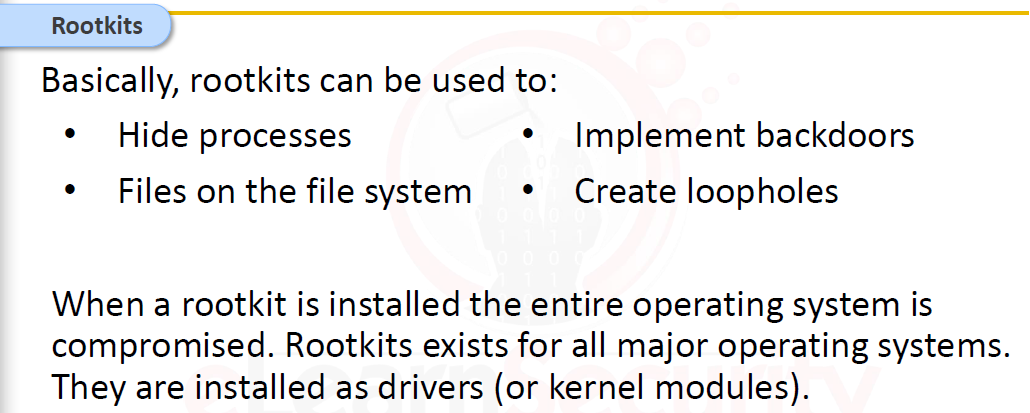 Rootkits
Basically, rootkits can be used to:
• Hide processes
• Files on the file system
• Implement backdoors
• Create loopholes
When a rootkit is installed the entire operating system is
compromised. Rootkits exists for all major operating systems.
They are installed as drivers (or kernel modules).
eLearnSecurity